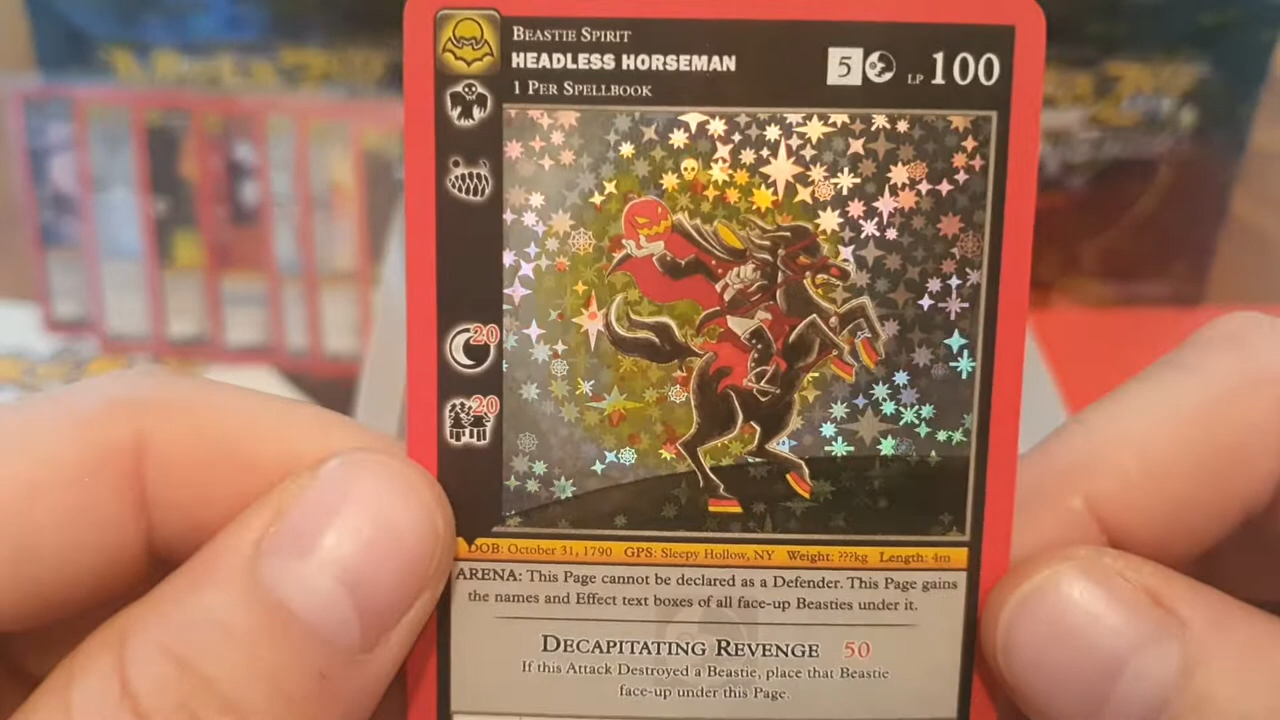 BEASTIE SPIRIT
HEADLESS HORSEMAN
1 PER SPELLBOOK
5 LP 100
20
20
DOB: October 31, 1790 GPS: Sleepy Hollow, NY Weight: ???kg Length: 4m
ARENA: This Page cannot be declared as a Defender. This Page gains
the names and Effect text boxes of all face-up Beasties under it.
DECAPITATING REVENGE 50
If this Attack Destroyed a Beastie, place that Beastie
face-up under this Page.